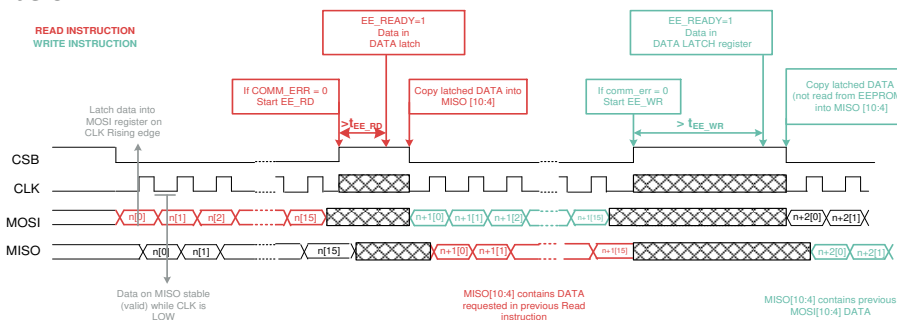 READ INSTRUCTION
WRITE INSTRUCTION
EE_READY=1
Data in
DATA latch
EE_READY=1
Data in
DATA LATCH register
Latch data into
MOSI register on
CLK Rising edge
If COMM_ERR = 0
Start EE_RD
Copy latched DATA into
MISO [10:4]
If comm_err = 0
Start EE_WR
Copy latched DATA
(not read from EEPROM
into MISO [10:4]
>tEE_RD
> tEE_WR
CSB
CLK
MOSI
n[0] n[1] n[2] n[15] n+1[0] n+1[1] n+1[2] n+1[15] n+2[0] n+2[1]
MISO
n[0] n[1] n[15] n+1[0] n+1[1] n+1[15] n+2[0] n+2[1]
Data on MISO stable
(valid) while CLK is
LOW
MISO[10:4] contains DATA
requested in previous Read
instruction
MISO[10:4] contains previous
MOSI[10:4] DATA